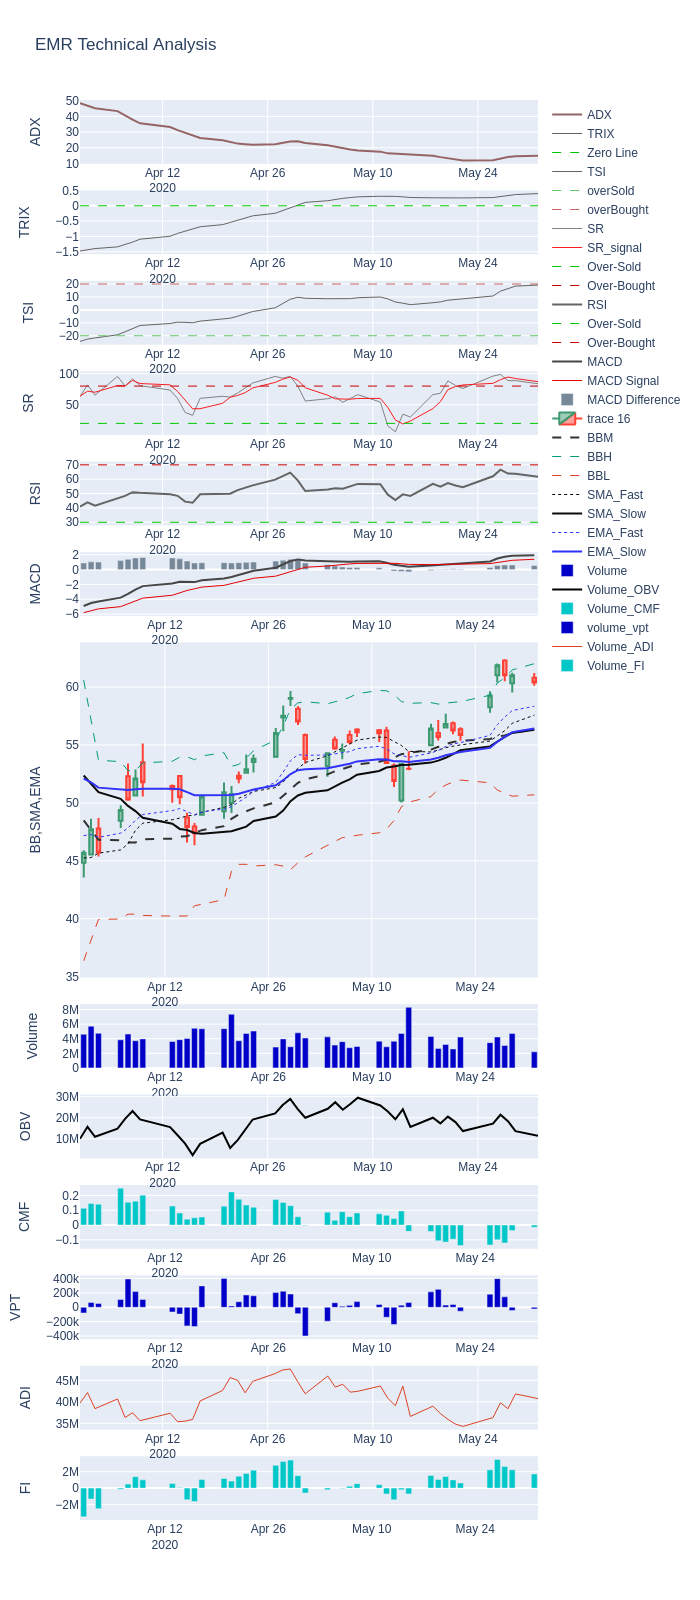 EMR Technical Analysis
ADX
50
40
30
20
10
Apr 12
2020
Apr 26
May 10
May 24
TRIX
0.5
0
−0.5
−1
−1.5
Apr 12
2020
Apr 26
May 10
May 24
TSI
20
10
0
−10
−20
Apr 12
2020
Apr 26
May 10
May 24
SR
100
50
Apr 12
2020
Apr 26
May 10
May 24
RSI
70
60
50
40
30
Apr 12
2020
Apr 26
May 10
May 24
MACD
2
0
−2
−4
−6
Apr 12
2020
Apr 26
May 10
May 24
BB,SMA,EMA
60
55
50
45
40
35
Apr 12
2020
Apr 26
May 10
May 24
Volume
8M
6M
4M
2M
0
Apr 12
2020
Apr 26
May 10
May 24
OBV
30M
20M
10M
Apr 12
2020
Apr 26
May 10
May 24
CMF
0.2
0.1
0
−0.1
Apr 12
2020
Apr 26
May 10
May 24
VPT
400k
200k
0
−200k
−400k
Apr 12
2020
Apr 26
May 10
May 24
ADI
45M
40M
35M
Apr 12
2020
Apr 26
May 10
May 24
FI
2M
0
−2M
Apr 12
2020
Apr 26
May 10
May 24
ADX
TRIX
Zero Line
TSI
overSold
overBought
SR
SR_signal
Over-Sold
Over-Bought
RSI
Over-Sold
Over-Bought
MACD
MACD Signal
MACD Difference
trace 16
BBM
BBH
BBL
SMA_Fast
SMA_Slow
EMA_Fast
EMA_Slow
Volume
Volume_OBV
Volume_CMF
volume_vpt
Volume_ADI
Volume_FI